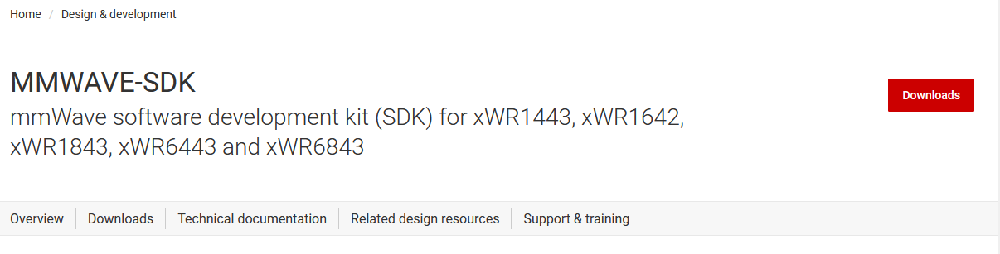 Home / Design & development
MMWAVE-SDK
mmWave software development kit (SDK) for xWR1443, xWR1642,
xWR1843, xWR6443 and xWR6843
Downloads
Overview | Downloads | Technical documentation | Related design resources | Support & training